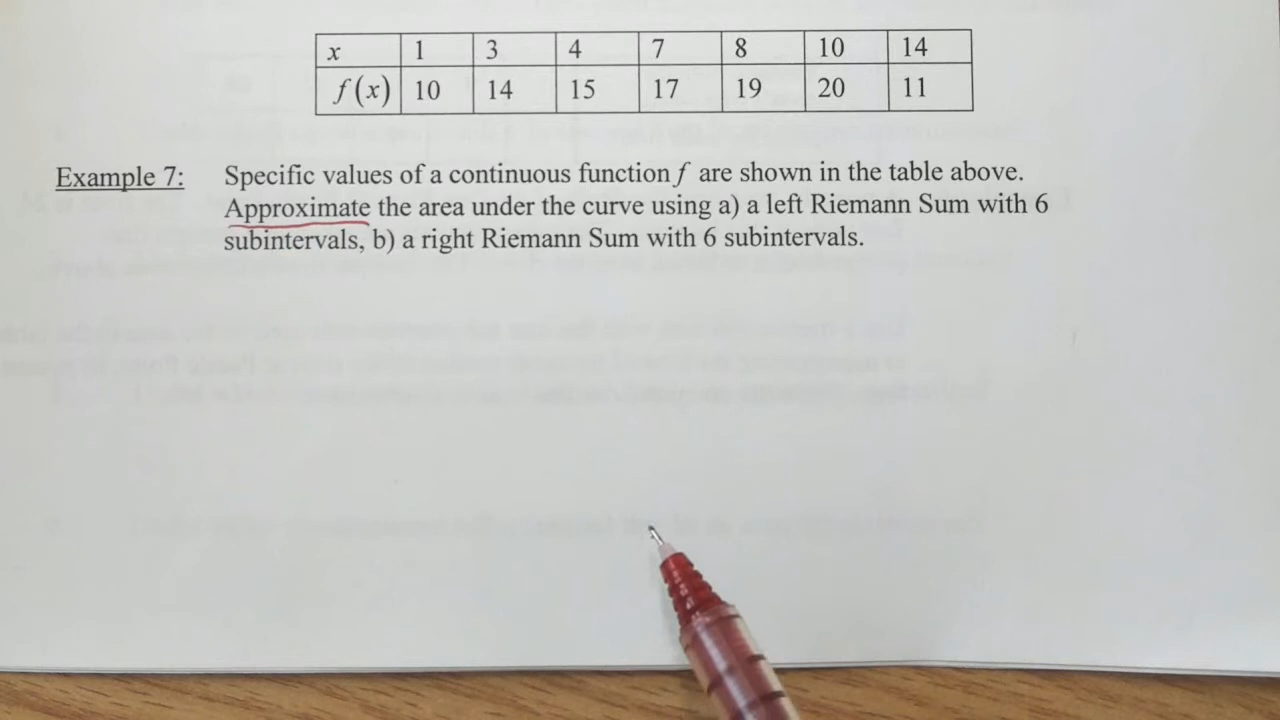 x 1 3 4 7 8 10 14
f(x) 10 14 15 17 19 20 11
Example 7: Specific values of a continuous function f are shown in the table above.
Approximate the area under the curve using a) a left Riemann Sum with 6
subintervals, b) a right Riemann Sum with 6 subintervals.